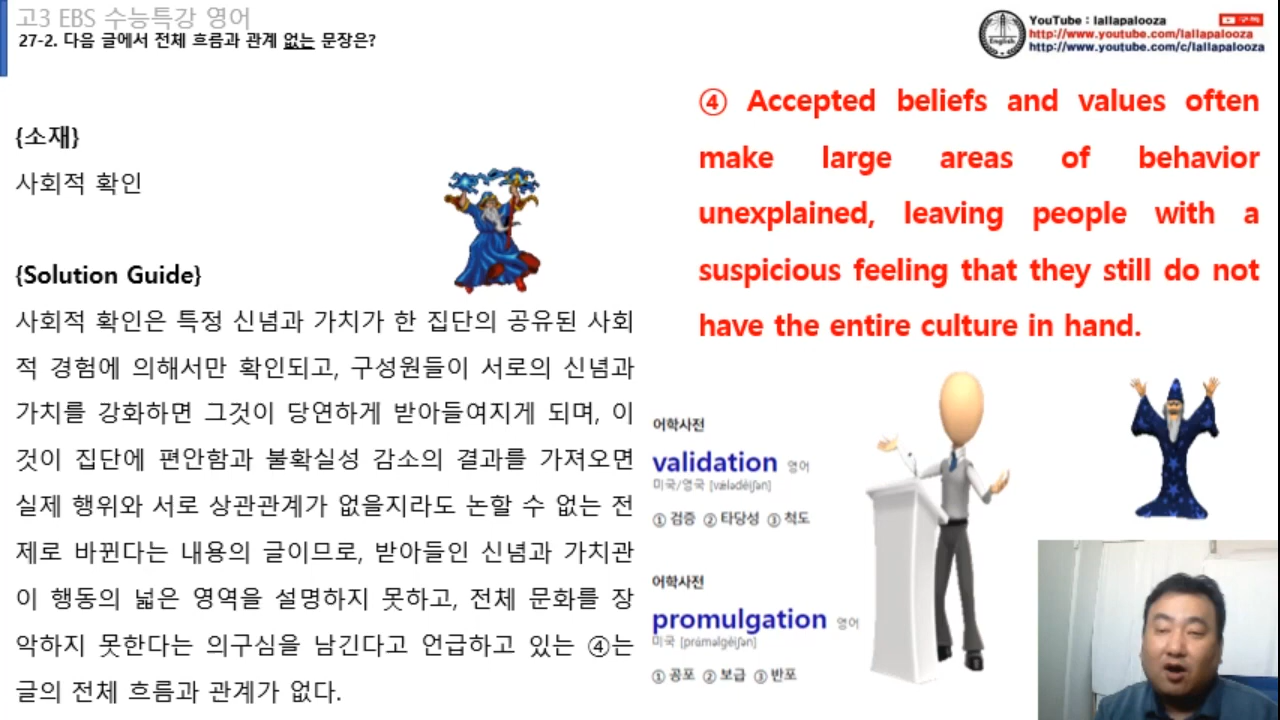 고3 EBS 수능특강 영어
27-2. 다음 글에서 전체 흐름과 관계 없는 문장은?
English
YouTube : lallapalooza
구독
http://www.youtube.com/lallapalooza
http://www.youtube.com/c/lallapalooza
{소재}
사회적 확인
{Solution Guide}
사회적 확인은 특정 신념과 가치가 한 집단의 공유된 사회
적 경험에 의해서만 확인되고, 구성원들이 서로의 신념과
가치를 강화하면 그것이 당연하게 받아들여지게 되며, 이
것이 집단에 편안함과 불확실성 감소의 결과를 가져오면
실제 행위와 서로 상관관계가 없을지라도 논할 수 없는 전
제로 바뀐다는 내용의 글이므로, 받아들인 신념과 가치관
이 행동의 넓은 영역을 설명하지 못하고, 전체 문화를 장
악하지 못한다는 의구심을 남긴다고 언급하고 있는 ④는
글의 전체 흐름과 관계가 없다.
④ Accepted beliefs and values often
make large areas of behavior
unexplained, leaving people with a
suspicious feeling that they still do not
have the entire culture in hand.
어학사전
validation 영어
미국/영국 [vӕlədéiʃən]
① 검증 ② 타당성 ③ 척도
어학사전
promulgation 영어
미국 [prάməlgéiʃən]
① 공포 ② 보급 ③ 반포